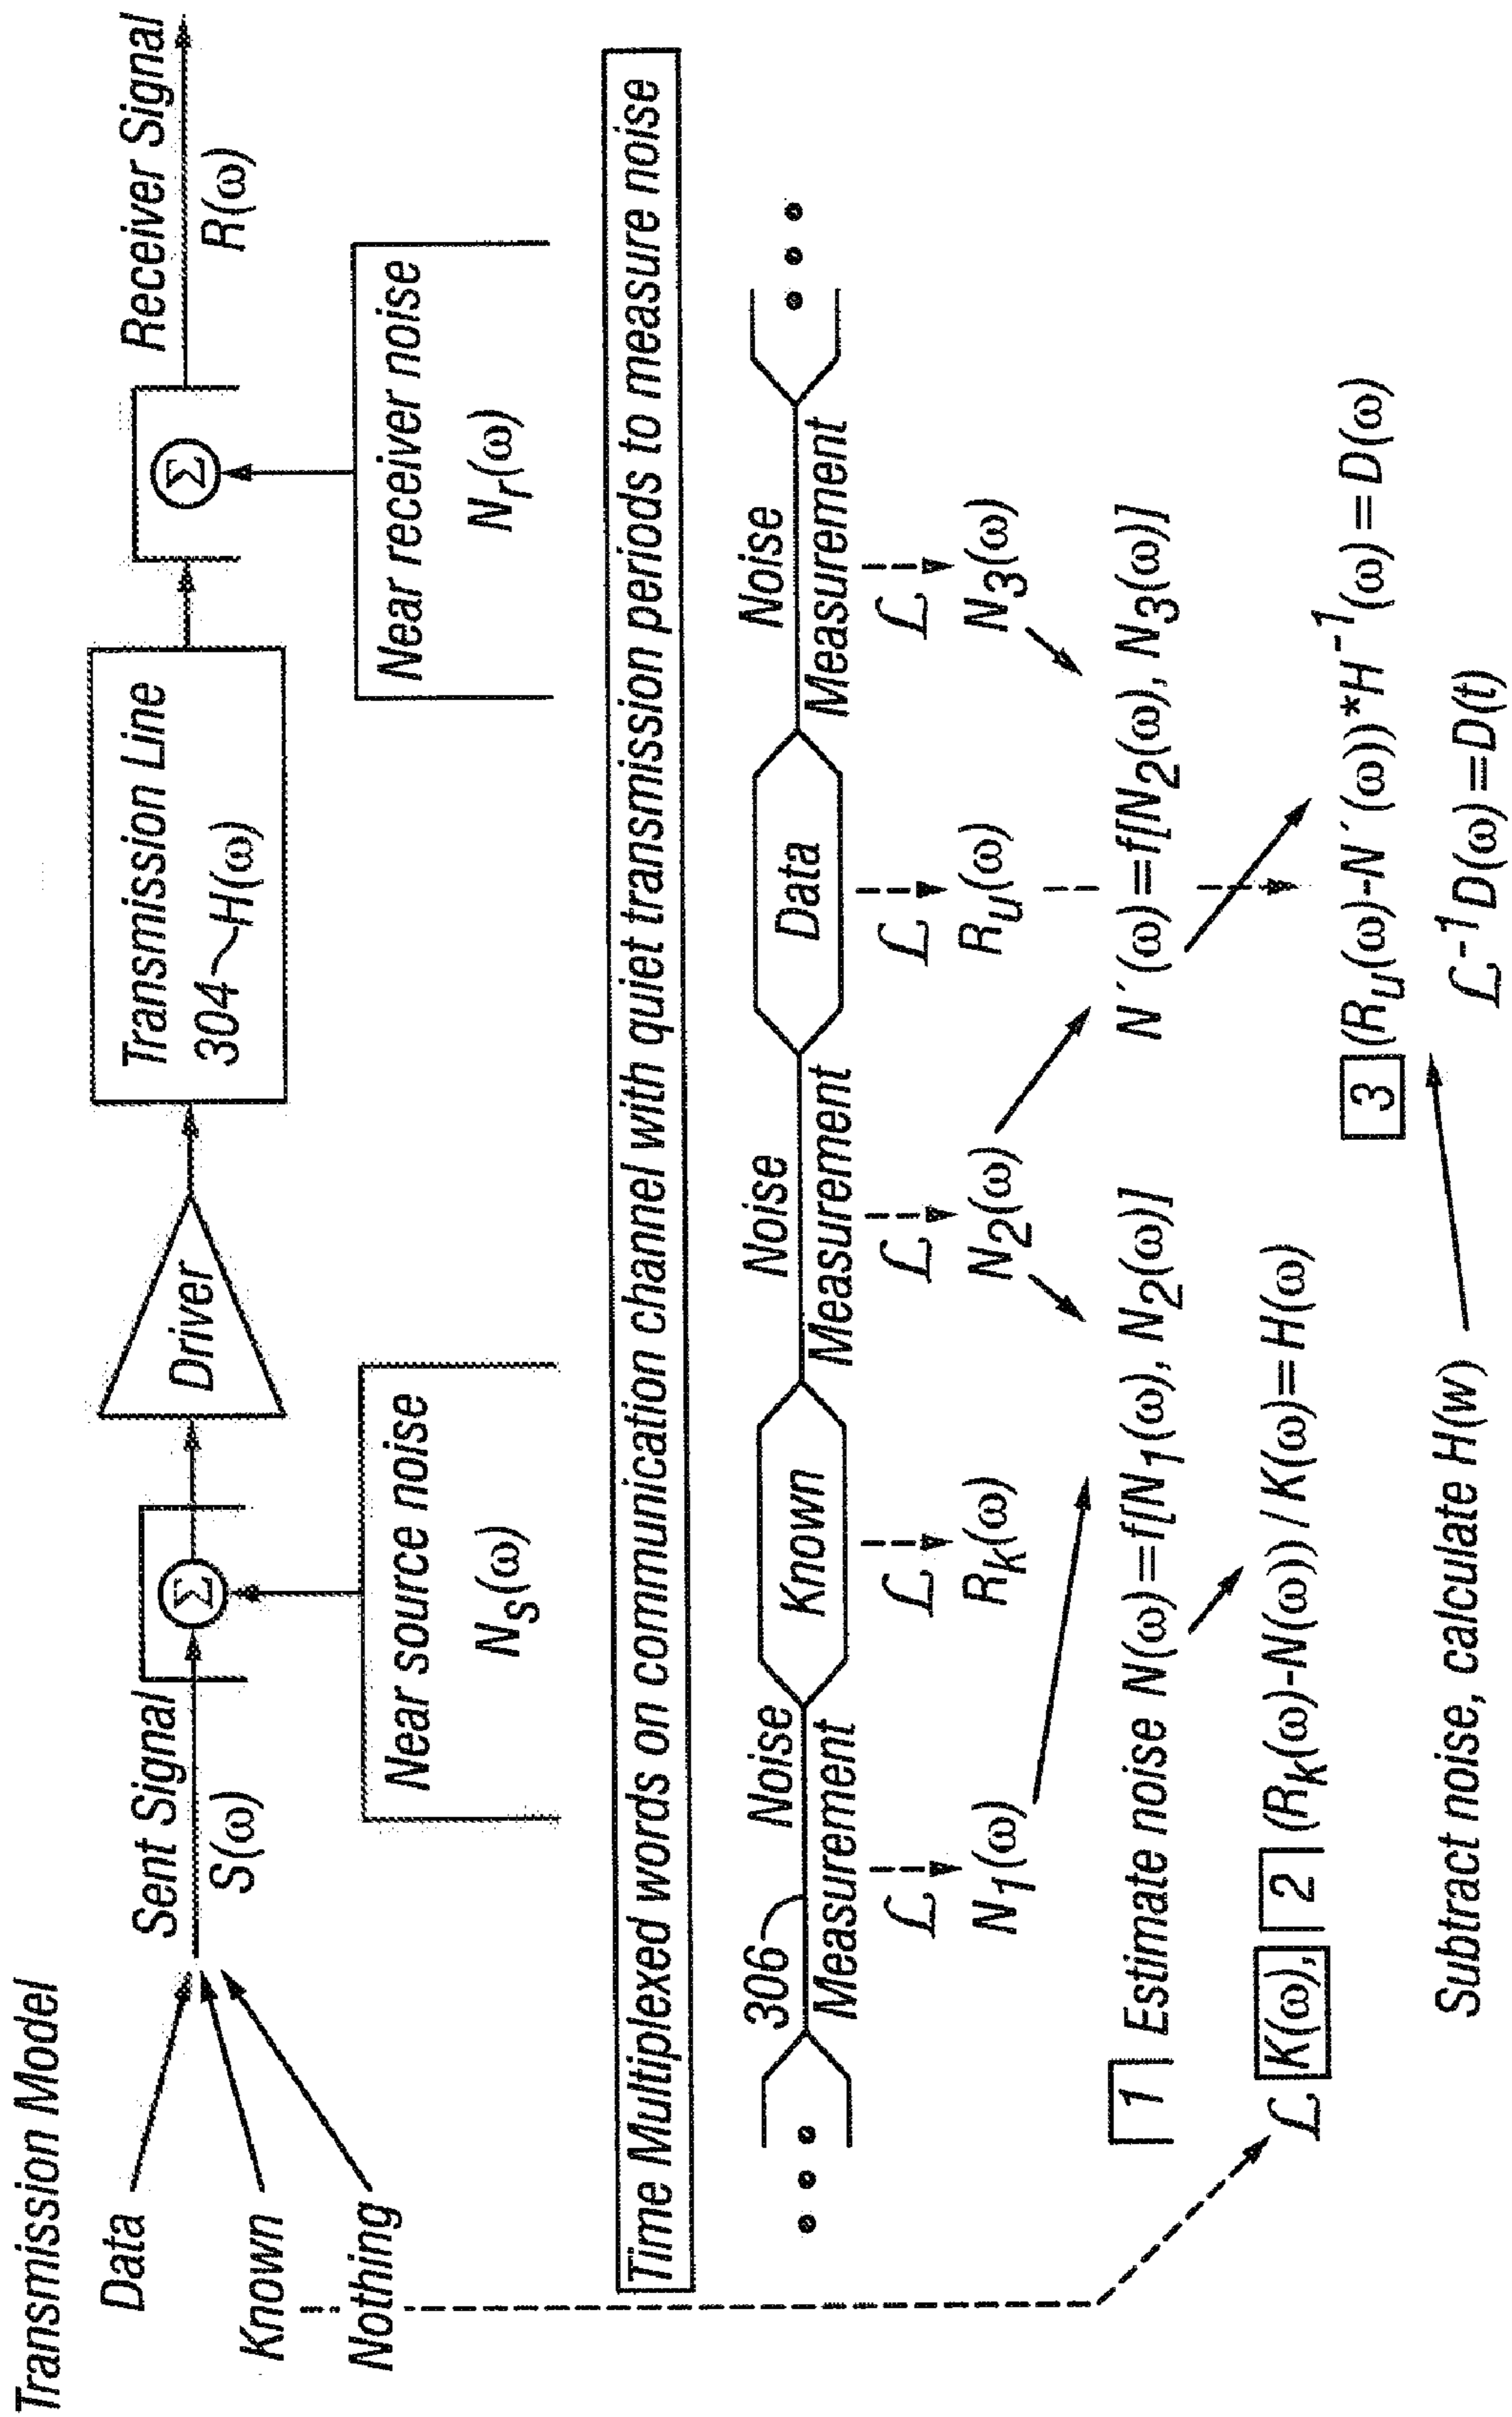 Transmission Model
Data
Known
Nothing
Sent Signal
S(ω)
Σ
Near source noise
Nₛ(ω)
Driver
Transmission Line
304 H(ω)
Σ
Near receiver noise
Nᵣ(ω)
Receiver Signal
R(ω)
Time Multiplexed words on communication channel with quiet transmission periods to measure noise
306
Noise
Measurement
Known
Noise
Measurement
Data
Noise
Measurement
ℒ
ℒ
ℒ
ℒ
ℒ
N₁(ω)
Rₖ(ω)
N₂(ω)
Rᵤ(ω)
N₃(ω)
1 Estimate noise N(ω)=f[N₁(ω), N₂(ω)]
N´(ω)=f[N₂(ω), N₃(ω)]
ℒ K(ω), 2 (Rₖ(ω)-N(ω)) / K(ω)=H(ω)
3 (Rᵤ(ω)-N´(ω))*H⁻¹(ω)=D(ω)
Subtract noise, calculate H(w)
ℒ⁻¹D(ω)=D(t)